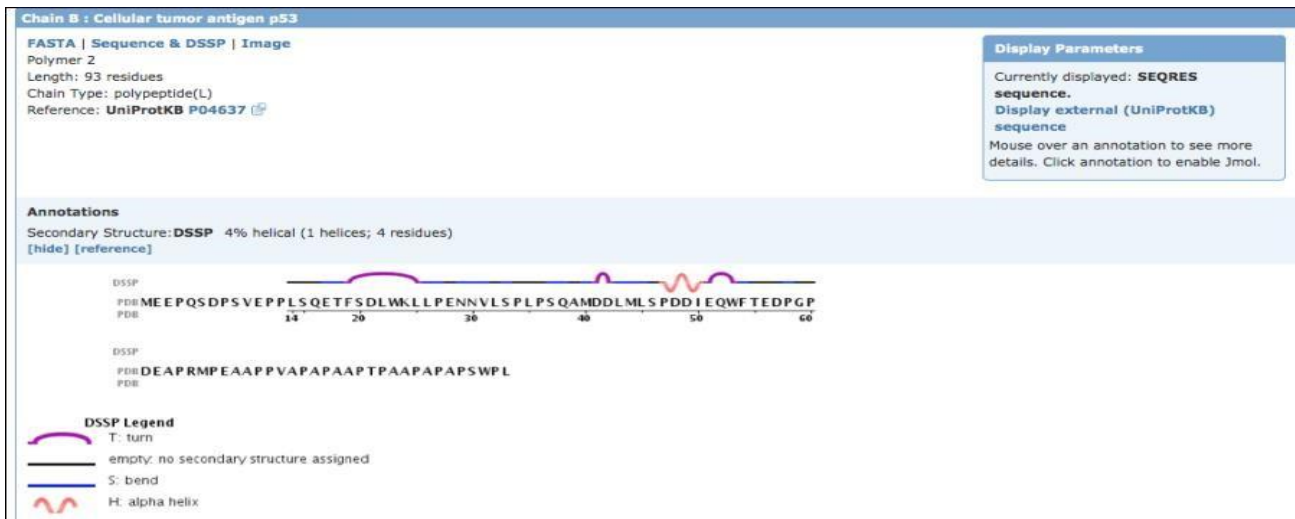 Chain B : Cellular tumor antigen p53
FASTA | Sequence & DSSP | Image
Polymer 2
Length: 93 residues
Chain Type: polypeptide(L)
Reference: UniProtKB P04637
Display Parameters
Currently displayed: SEQRES
sequence.
Display external (UniProtKB)
sequence
Mouse over an annotation to see more
details. Click annotation to enable Jmol.
Annotations
Secondary Structure:DSSP 4% helical (1 helices; 4 residues)
[hide] [reference]
DSSP
PDB MEEPQSDPSVEPPLSQETFSDLWKLLPENNVLSPLPSQAMDDLMLSPDDIEQWFTEDPGP
PDB 14 20 30 40 50 60
DSSP
PDB DEAPRMPEAAPPVAPAPAAPTPAAPAPAPSWPL
PDB
DSSP Legend
T: turn
empty: no secondary structure assigned
S: bend
H: alpha helix